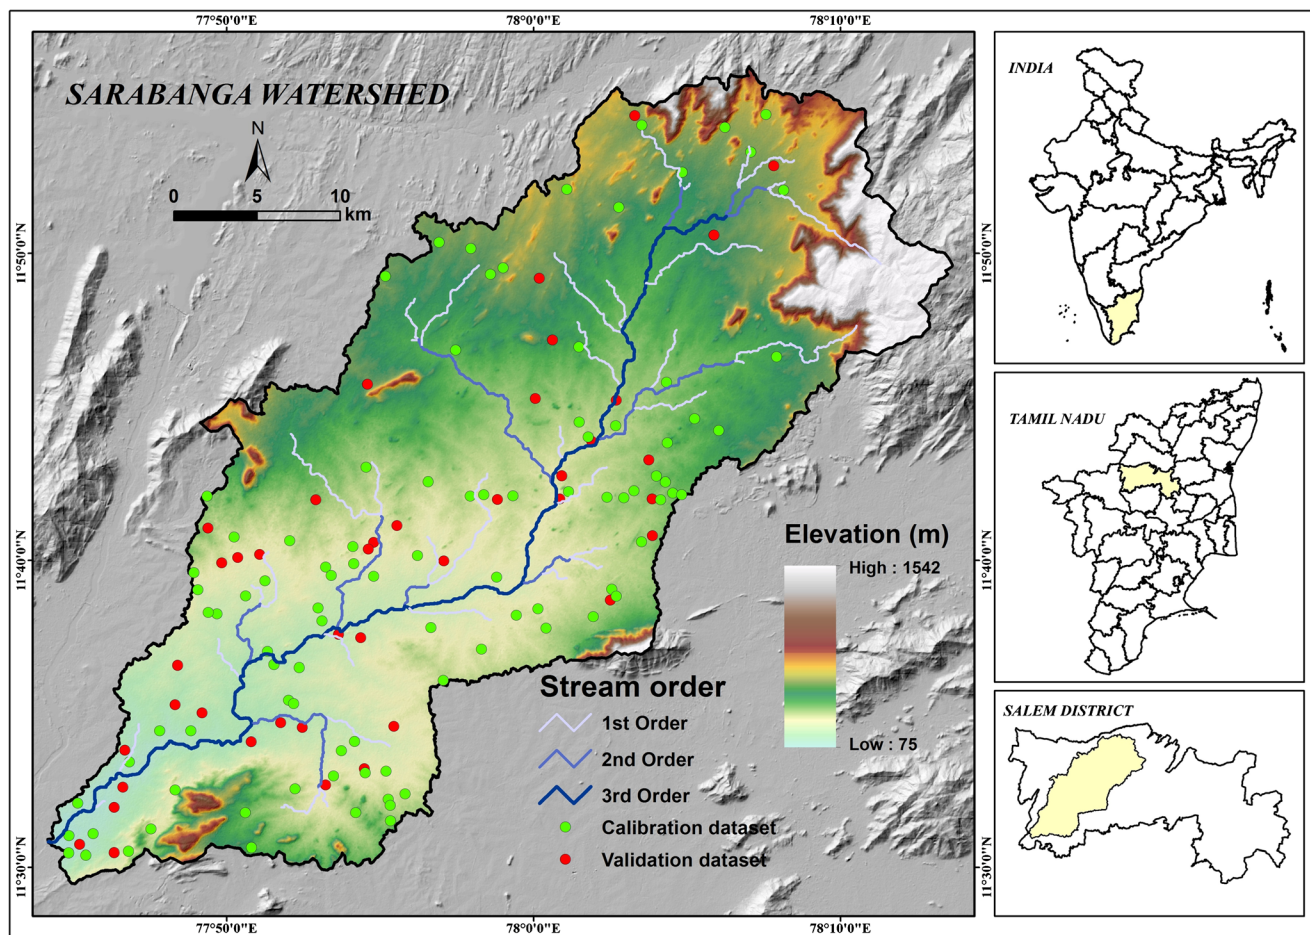 77°50'0"E
78°0'0"E
78°10'0"E
SARABANGA WATERSHED
N
0
5
10
km
11°50'0"N
11°50'0"N
11°40'0"N
11°40'0"N
11°30'0"N
11°30'0"N
Elevation (m)
High : 1542
Low : 75
Stream order
1st Order
2nd Order
3rd Order
Calibration dataset
Validation dataset
77°50'0"E
78°0'0"E
78°10'0"E
INDIA
TAMIL NADU
SALEM DISTRICT